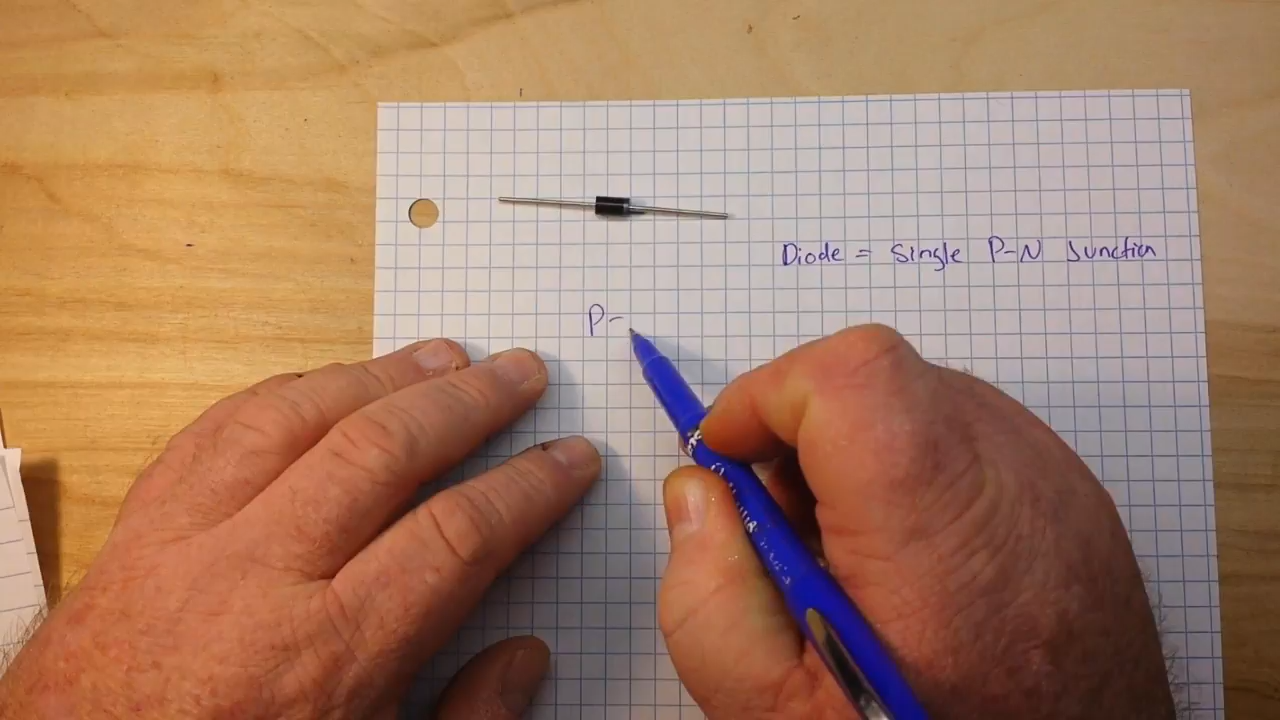 Diode = Single P-N Junction
P-